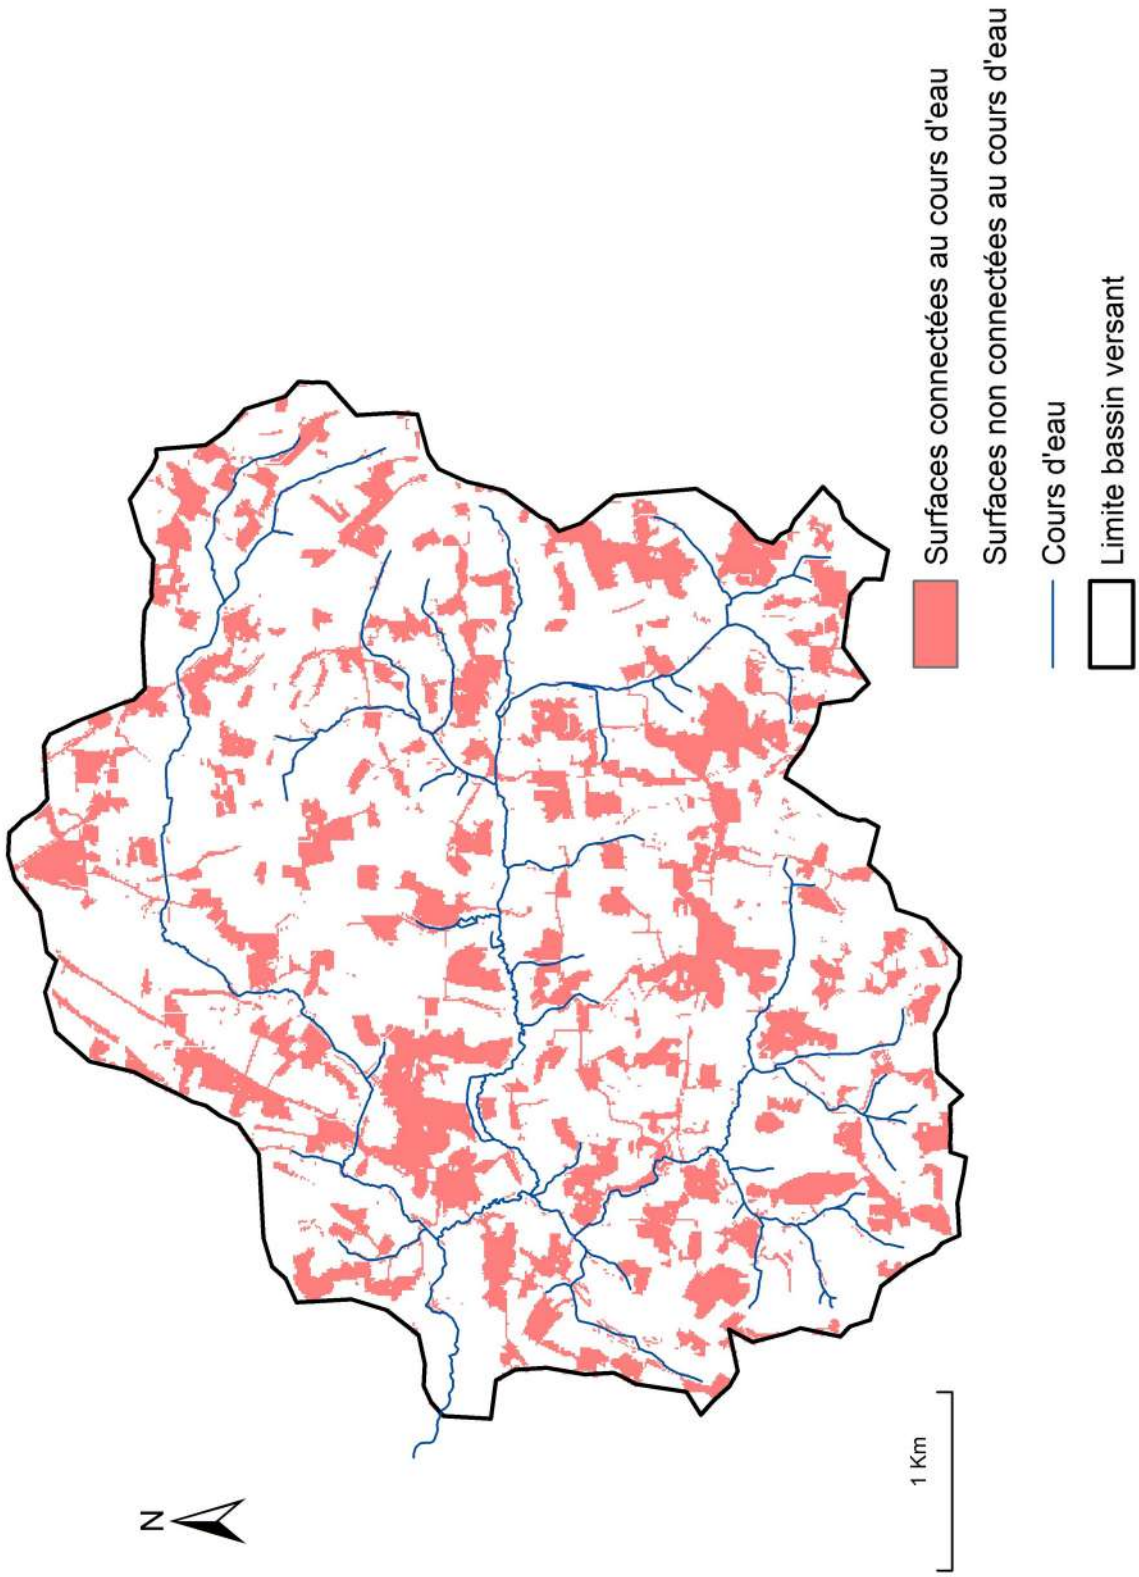 N
1 Km
Surfaces connectées au cours d'eau
Surfaces non connectées au cours d'eau
Cours d'eau
Limite bassin versant